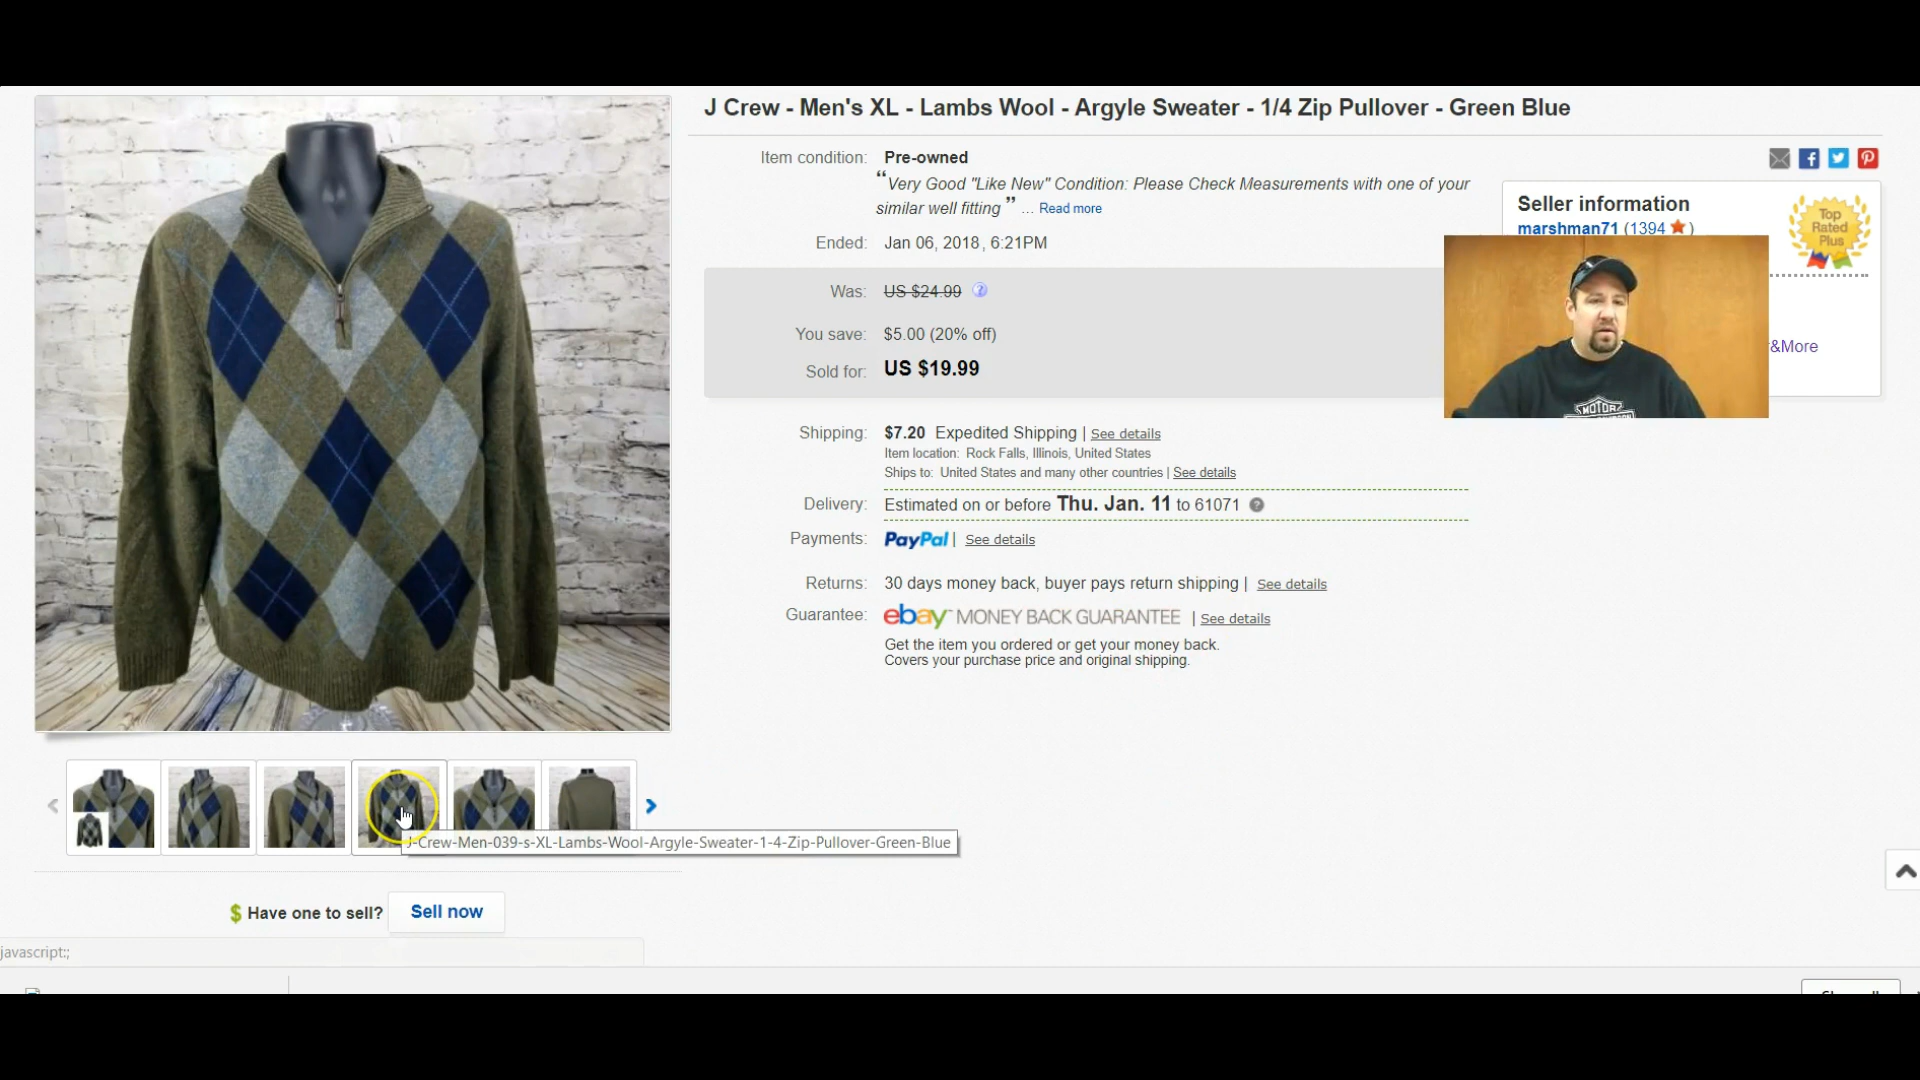 J Crew - Men's XL - Lambs Wool - Argyle Sweater - 1/4 Zip Pullover - Green Blue
Item condition: Pre-owned
“Very Good "Like New" Condition: Please Check Measurements with one of your
similar well fitting ” ... Read more
Ended: Jan 06, 2018 , 6:21PM
Was: US $24.99
You save: $5.00 (20% off)
Sold for: US $19.99
Shipping: $7.20 Expedited Shipping | See details
Item location: Rock Falls, Illinois, United States
Ships to: United States and many other countries | See details
Delivery: Estimated on or before Thu. Jan. 11 to 61071
Payments: PayPal | See details
Returns: 30 days money back, buyer pays return shipping | See details
Guarantee: ebay MONEY BACK GUARANTEE | See details
Get the item you ordered or get your money back.
Covers your purchase price and original shipping.
Seller information
marshman71 (1394 )
Top
Rated
Plus
&More
MOTOR
J-Crew-Men-039-s-XL-Lambs-Wool-Argyle-Sweater-1-4-Zip-Pullover-Green-Blue
$ Have one to sell? Sell now
javascript:;